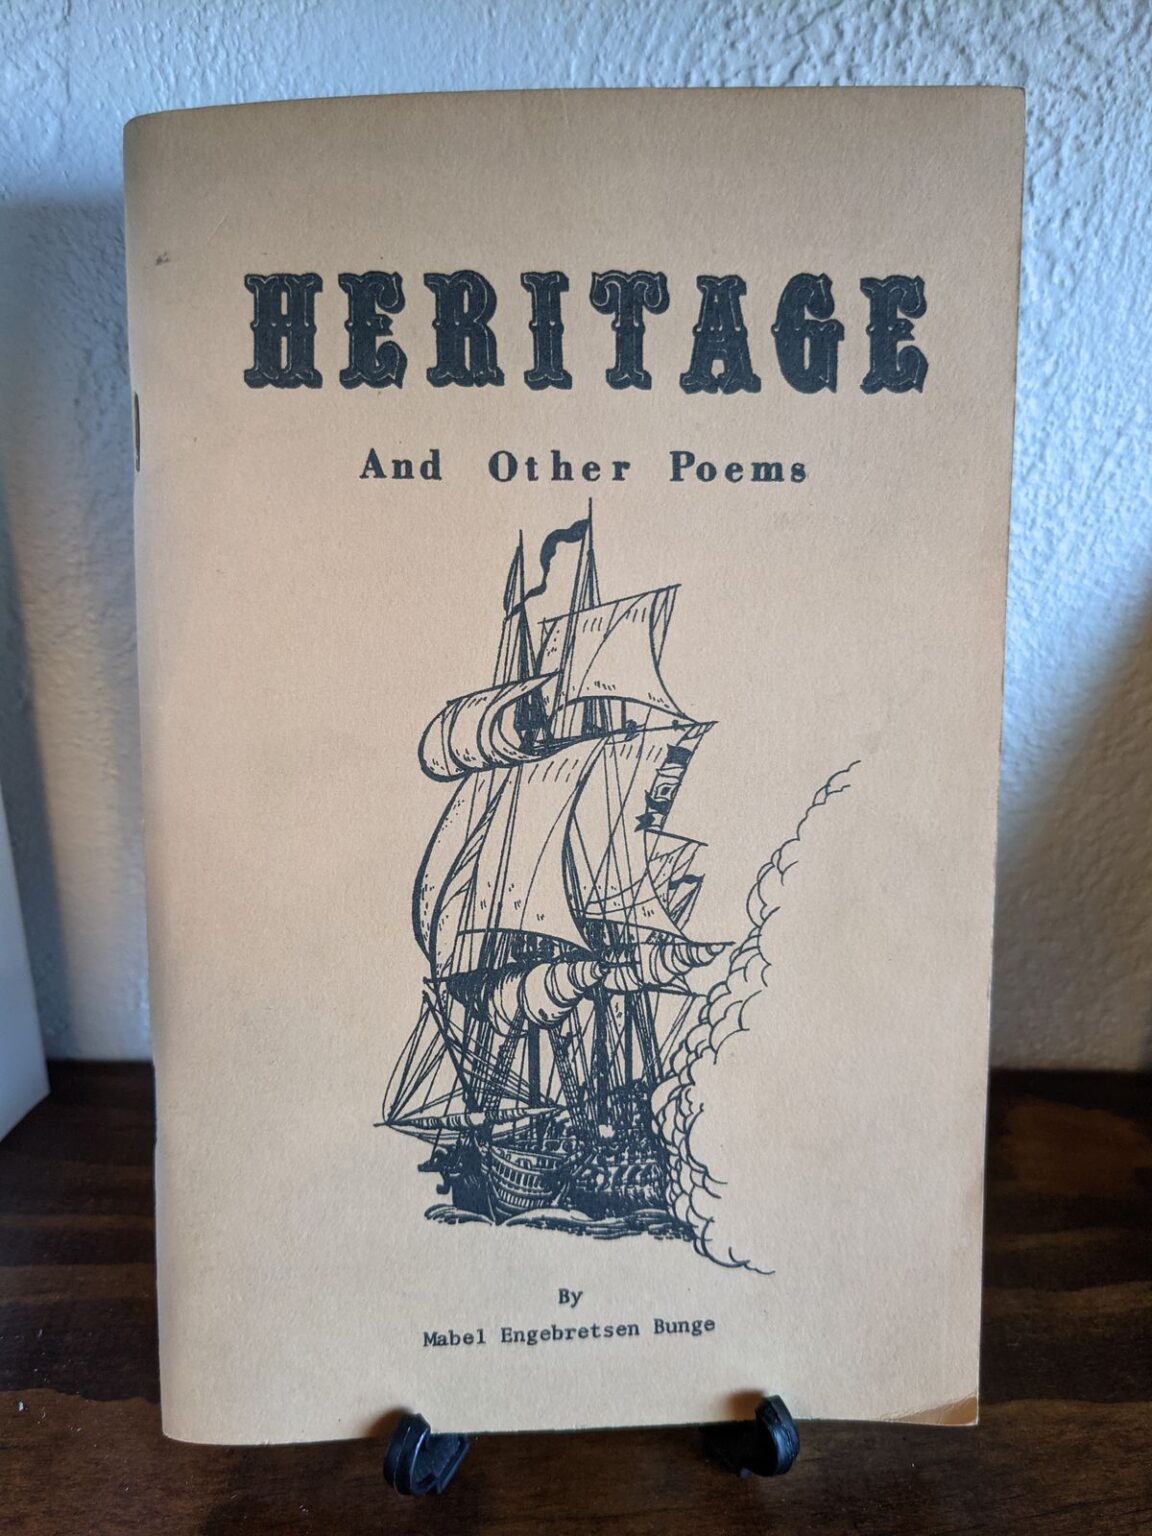 HERITAGE
And Other Poems
By
Mabel Engebretsen Bunge